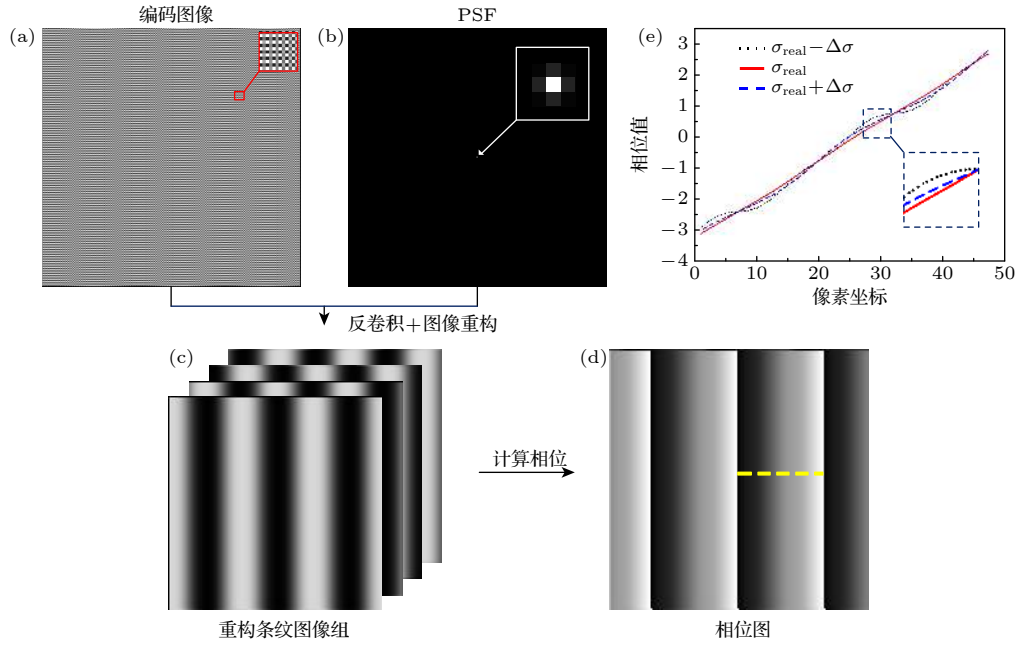 编码图像
PSF
(a)
(b)
(e)
σreal−Δσ
σreal
σreal+Δσ
3
2
1
0
−1
−2
−3
−4
相位值
0
10
20
30
40
50
像素坐标
反卷积+图像重构
(c)
(d)
计算相位
重构条纹图像组
相位图